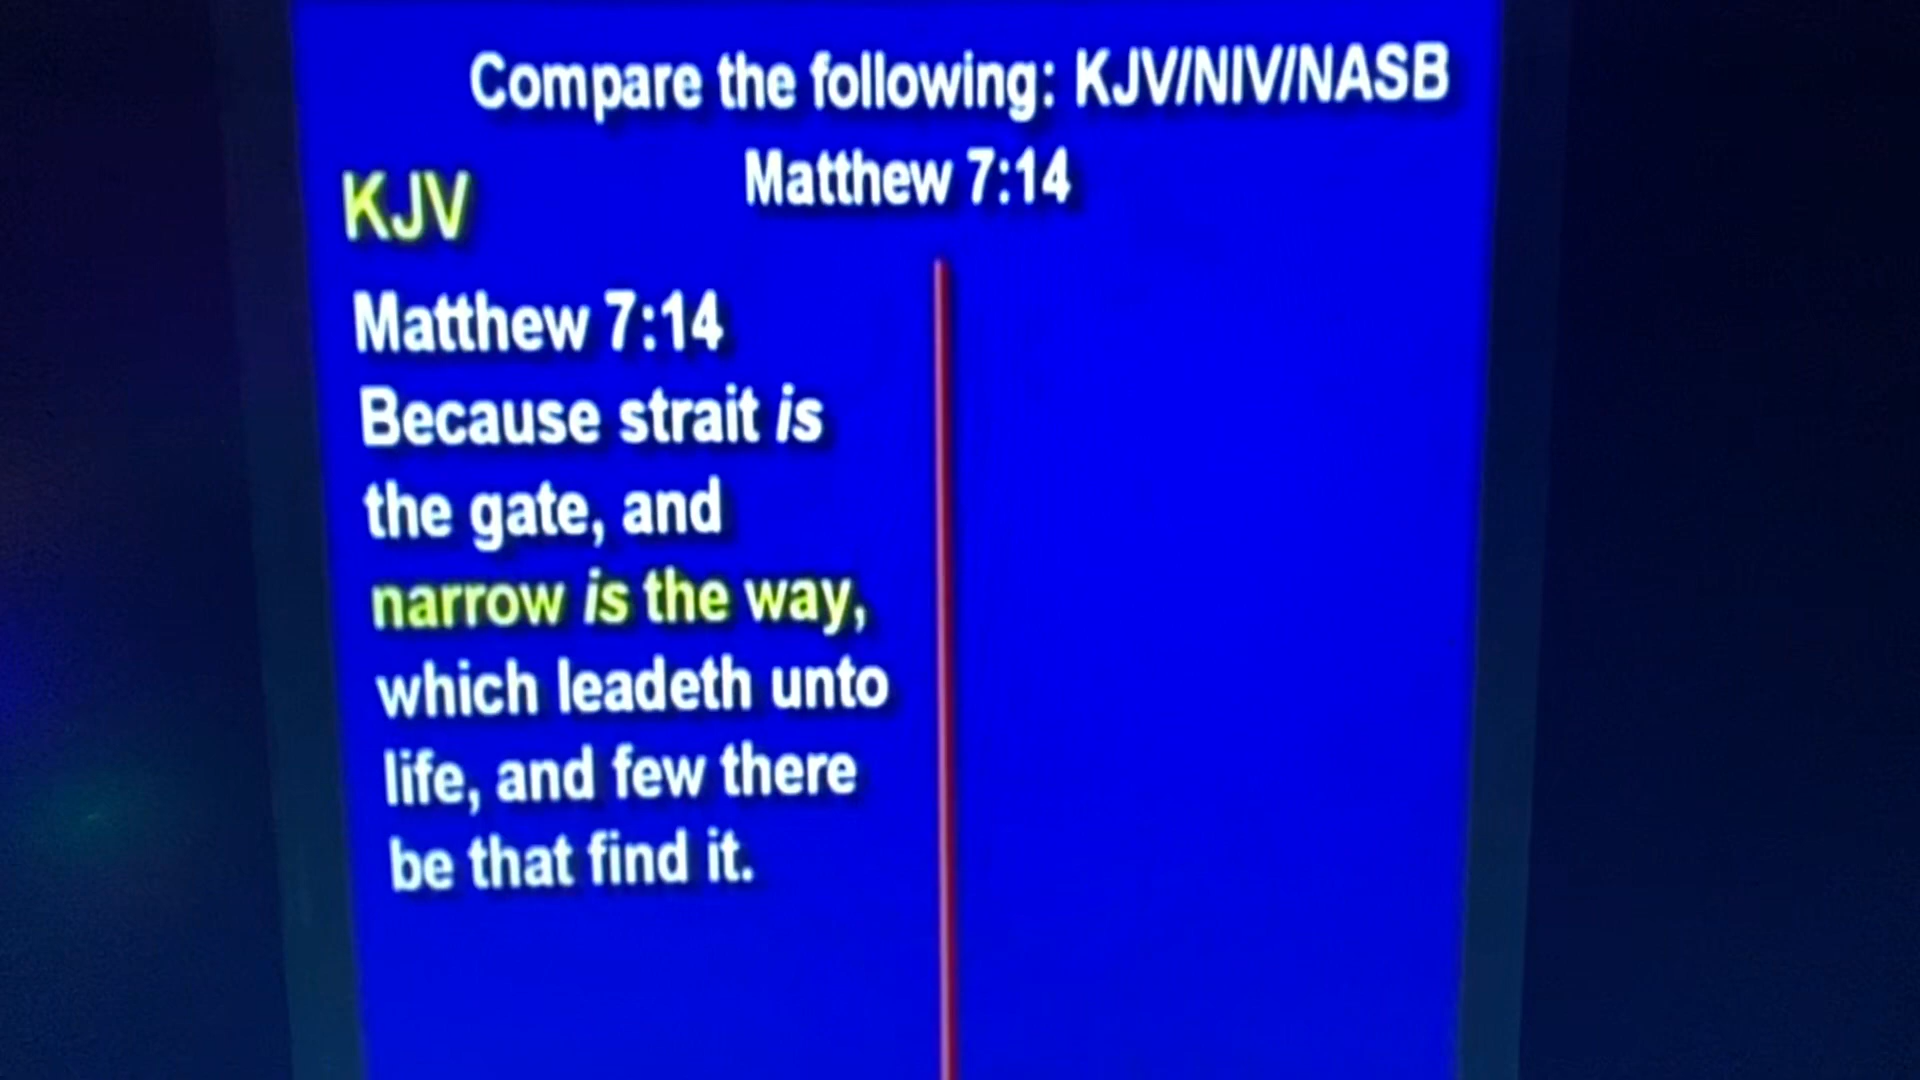 Compare the following: KJV/NIV/NASB
Matthew 7:14
KJV
Matthew 7:14
Because strait is
the gate, and
narrow is the way,
which leadeth unto
life, and few there
be that find it.